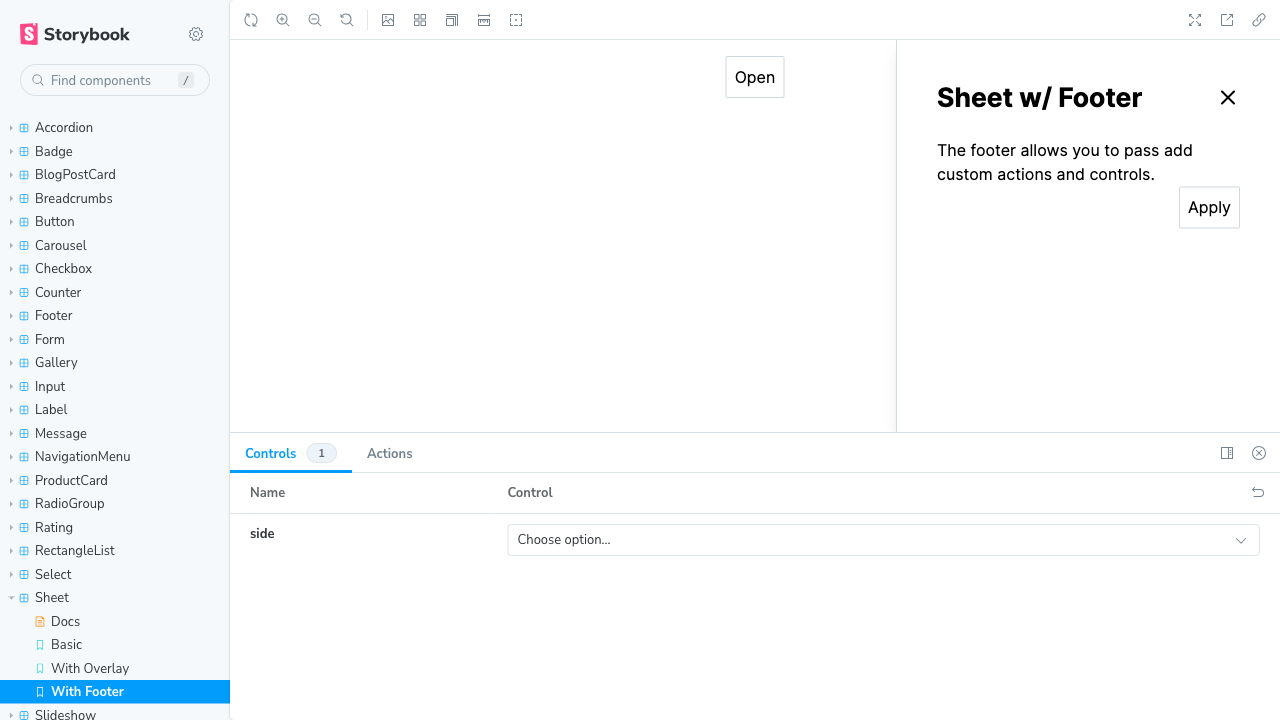 Storybook
Find components
/
Accordion
Badge
BlogPostCard
Breadcrumbs
Button
Carousel
Checkbox
Counter
Footer
Form
Gallery
Input
Label
Message
NavigationMenu
ProductCard
RadioGroup
Rating
RectangleList
Select
Sheet
Docs
Basic
With Overlay
With Footer
Slideshow
Open
Sheet w/ Footer
The footer allows you to pass add
custom actions and controls.
Apply
Controls 1 Actions
Name Control
side Choose option...